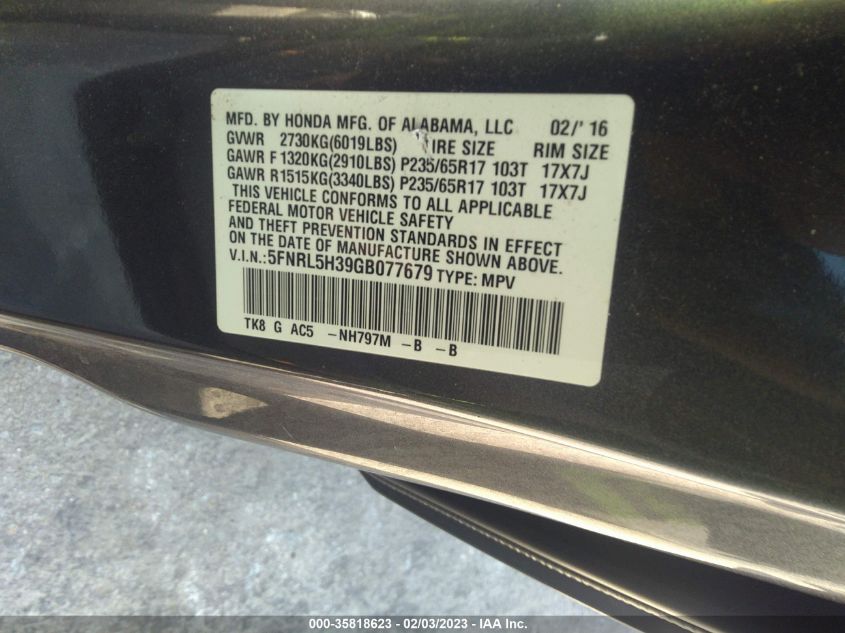 MFD. BY HONDA MFG. OF ALABAMA, LLC 02/' 16
GVWR 2730KG(6019LBS) IRE SIZE RIM SIZE
GAWR F 1320KG(2910LBS) P235/65R17 103T 17X7J
GAWR R1515KG(3340LBS) P235/65R17 103T 17X7J
THIS VEHICLE CONFORMS TO ALL APPLICABLE
FEDERAL MOTOR VEHICLE SAFETY
AND THEFT PREVENTION STANDARDS IN EFFECT
ON THE DATE OF MANUFACTURE SHOWN ABOVE.
V.I.N.:5FNRL5H39GB077679 TYPE: MPV
TK8 G AC5 -NH797M -B -B
000-35818623 - 02/03/2023 - IAA Inc.